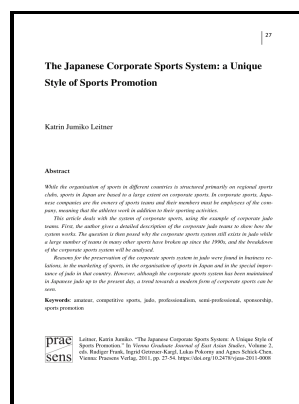 27
The Japanese Corporate Sports System: a Unique
Style of Sports Promotion
Katrin Jumiko Leitner
Abstract
While the organisation of sports in different countries is structured primarily on regional sports
clubs, sports in Japan are based to a large extent on corporate sports. In corporate sports, Japa-
nese companies are the owners of sports teams and their members must be employees of the com-
pany, meaning that the athletes work in addition to their sporting activities.
This article deals with the system of corporate sports, using the example of corporate judo
teams. First, the author gives a detailed description of the corporate judo teams to show how the
system works. The question is then posed why the corporate sports system still exists in judo while
a large number of teams in many other sports have broken up since the 1990s, and the breakdown
of the corporate sports system will be analysed.
Reasons for the preservation of the corporate sports system in judo were found in business re-
lations, in the marketing of sports, in the organisation of sports in Japan and in the special impor-
tance of judo in that country. However, although the corporate sports system has been maintained
in Japanese judo up to the present day, a trend towards a modern form of corporate sports can be
seen.
Keywords: amateur, competitive sports, judo, professionalism, semi-professional, sponsorship,
sports promotion
prae
sens
Leitner, Katrin Jumiko. "The Japanese Corporate Sports System: A Unique Style of
Sports Promotion." In Vienna Graduate Journal of East Asian Studies, Volume 2,
eds. Rudiger Frank, Ingrid Getreuer-Kargl, Lukas Pokorny and Agnes Schick-Chen.
Vienna: Praesens Verlag, 2011, pp. 27-54. https://doi.org/10.2478/vjeas-2011-0008